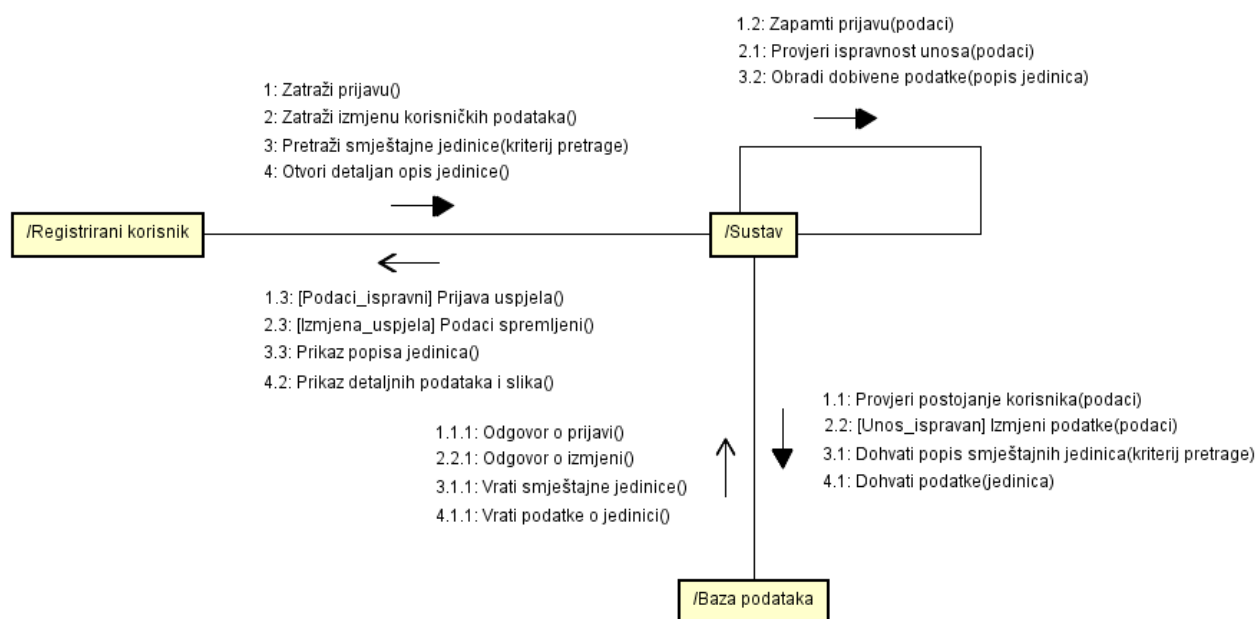 1.2: Zapamti prijavu(podaci)
2.1: Provjeri ispravnost unosa(podaci)
3.2: Obradi dobivene podatke(popis jedinica)
1: Zatraži prijavu()
2: Zatraži izmjenu korisničkih podataka()
3: Pretraži smještajne jedinice(kriterij pretrage)
4: Otvori detaljan opis jedinice()
/Registrirani korisnik
/Sustav
1.3: [Podaci_ispravni] Prijava uspjela()
2.3: [Izmjena_uspjela] Podaci spremljeni()
3.3: Prikaz popisa jedinica()
4.2: Prikaz detaljnih podataka i slika()
1.1: Provjeri postojanje korisnika(podaci)
2.2: [Unos_ispravan] Izmjeni podatke(podaci)
3.1: Dohvati popis smještajnih jedinica(kriterij pretrage)
4.1: Dohvati podatke(jedinica)
1.1.1: Odgovor o prijavi()
2.2.1: Odgovor o izmjeni()
3.1.1: Vrati smještajne jedinice()
4.1.1: Vrati podatke o jedinici()
/Baza podataka